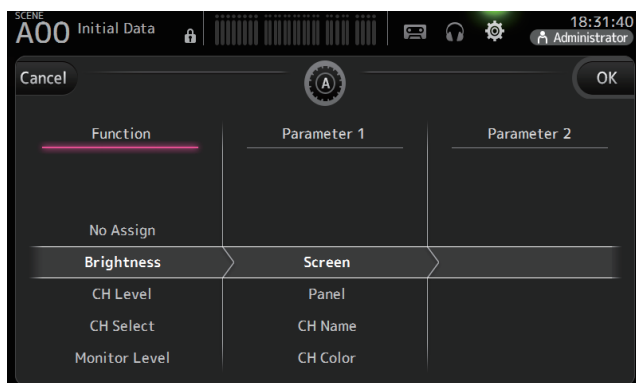 SCENE
A00 Initial Data
18:31:40
Administrator
Cancel
A
OK
Function Parameter 1 Parameter 2
No Assign
Brightness Screen
CH Level Panel
CH Select CH Name
Monitor Level CH Color